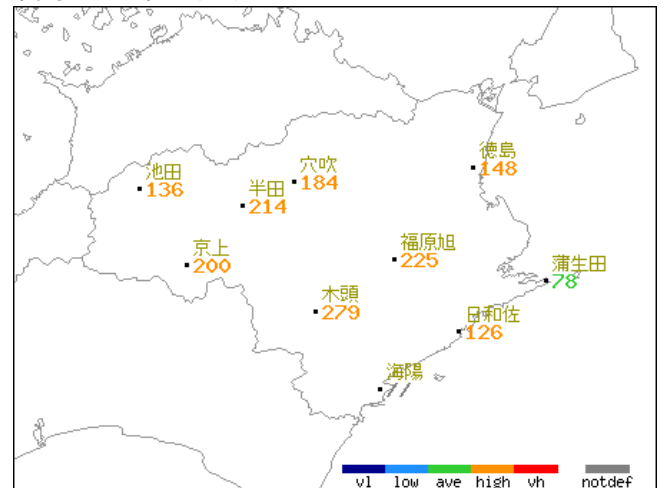 徳島
148
穴吹
184
池田
136
半田
214
福原旭
225
京上
200
蒲生田
78
木頭
279
日和佐
126
海陽
vl low ave high vh notdef